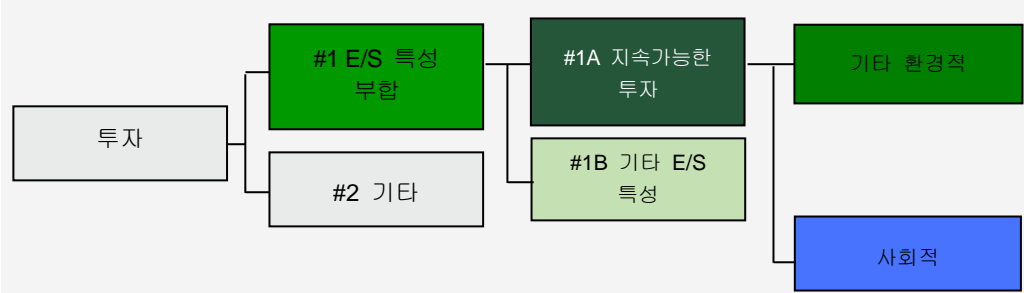 투자
#1 E/S 특성
부합
#2 기타
#1A 지속가능한
투자
#1B 기타 E/S
특성
기타 환경적
사회적